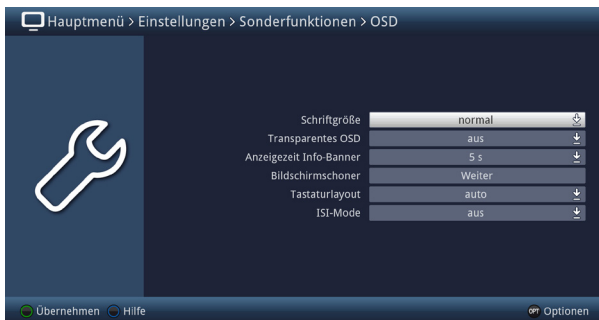 Hauptmenü > Einstellungen > Sonderfunktionen > OSD
Schriftgröße normal
Transparentes OSD aus
Anzeigezeit Info-Banner 5 s
Bildschirmschoner Weiter
Tastaturlayout auto
ISI-Mode aus
Übernehmen Hilfe OPT Optionen